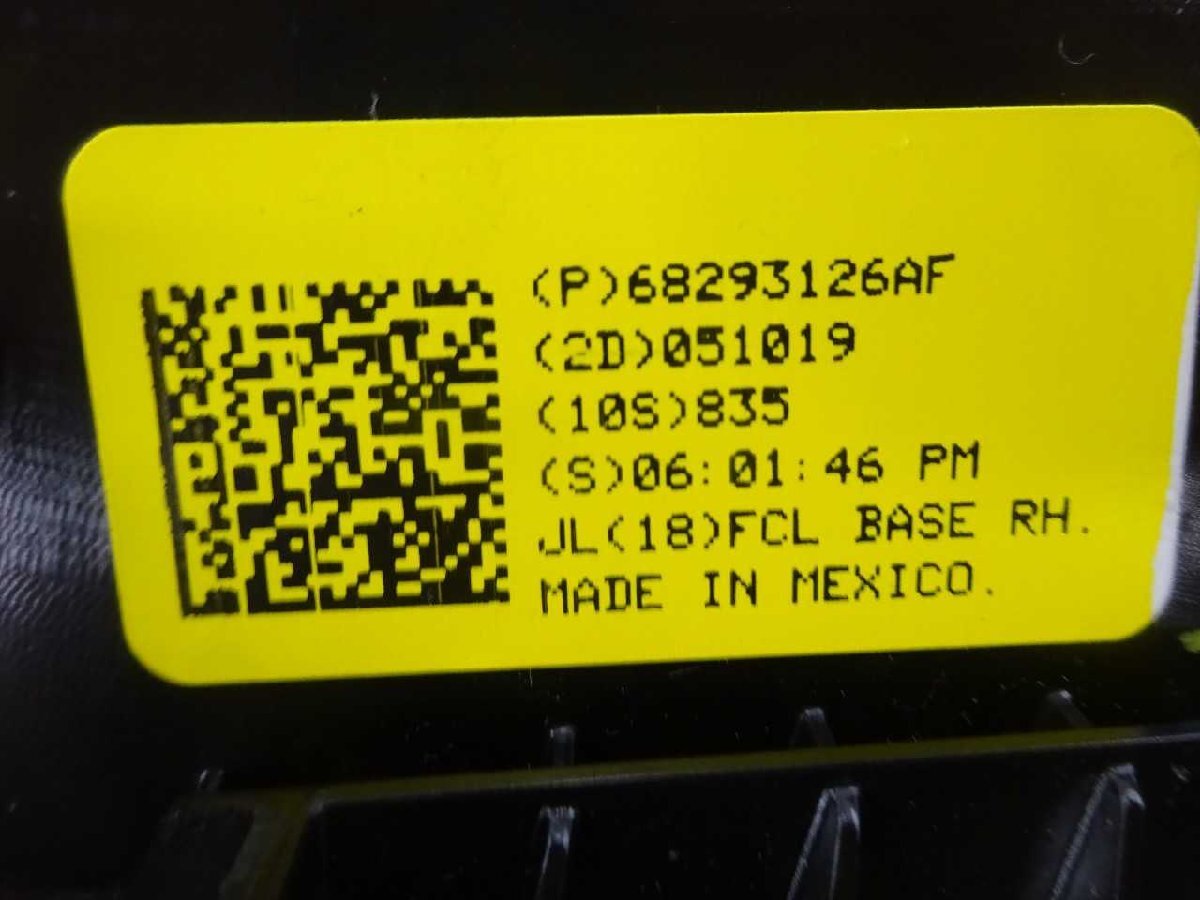 (P)68293126AF
(2D)051019
(10S)835
(S)06:01:46 PM
JL(18)FCL BASE RH.
MADE IN MEXICO.